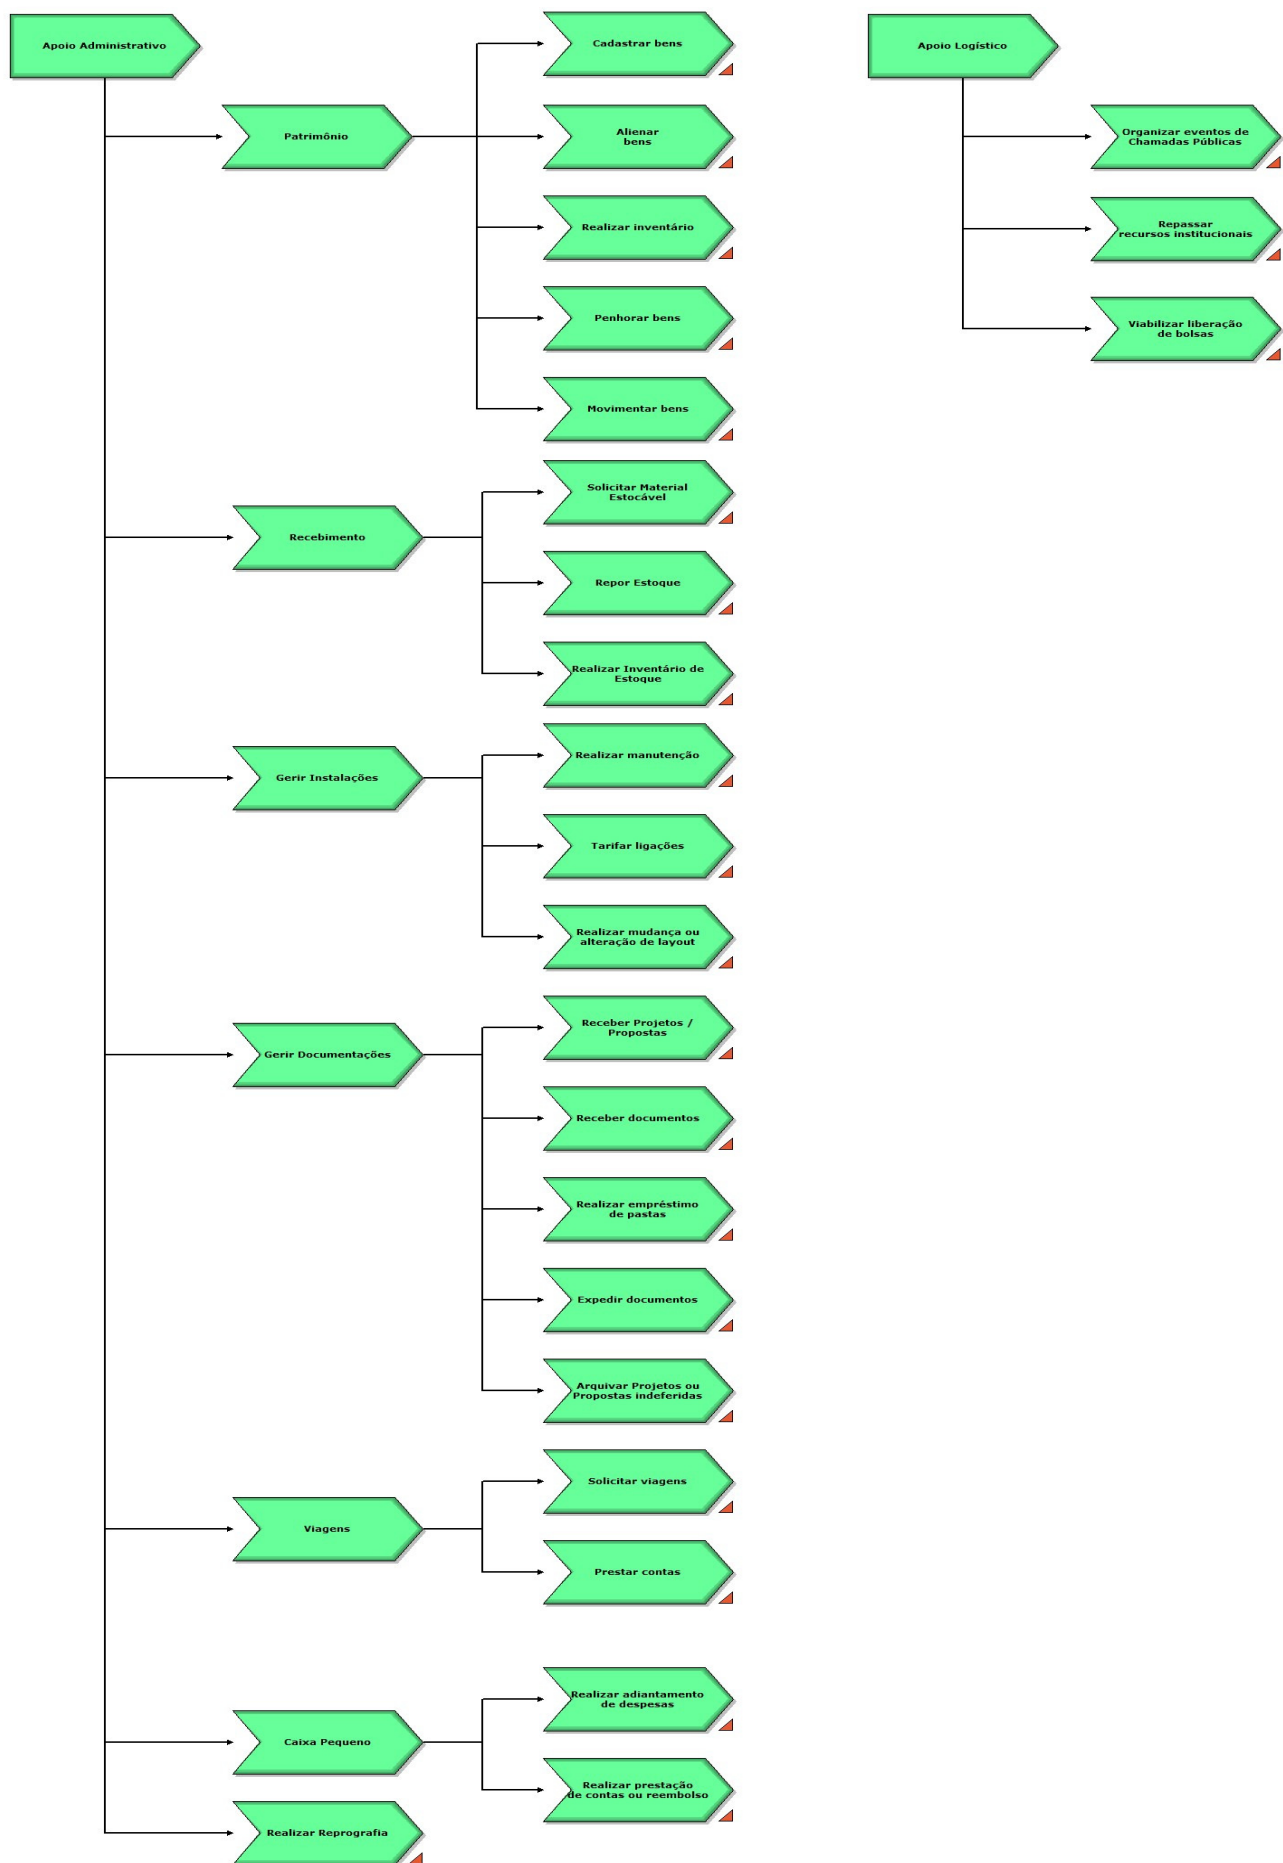 Apoio Administrativo
Patrimônio
Cadastrar bens
Alienar
bens
Realizar inventário
Penhorar bens
Movimentar bens
Recebimento
Solicitar Material
Estocável
Repor Estoque
Realizar Inventário de
Estoque
Gerir Instalações
Realizar manutenção
Tarifar ligações
Realizar mudança ou
alteração de layout
Gerir Documentações
Receber Projetos /
Propostas
Receber documentos
Realizar empréstimo
de pastas
Expedir documentos
Arquivar Projetos ou
Propostas indeferidas
Viagens
Solicitar viagens
Prestar contas
Caixa Pequeno
Realizar adiantamento
de despesas
Realizar prestação
de contas ou reembolso
Realizar Reprografia
Apoio Logístico
Organizar eventos de
Chamadas Públicas
Repassar
recursos institucionais
Viabilizar liberação
de bolsas